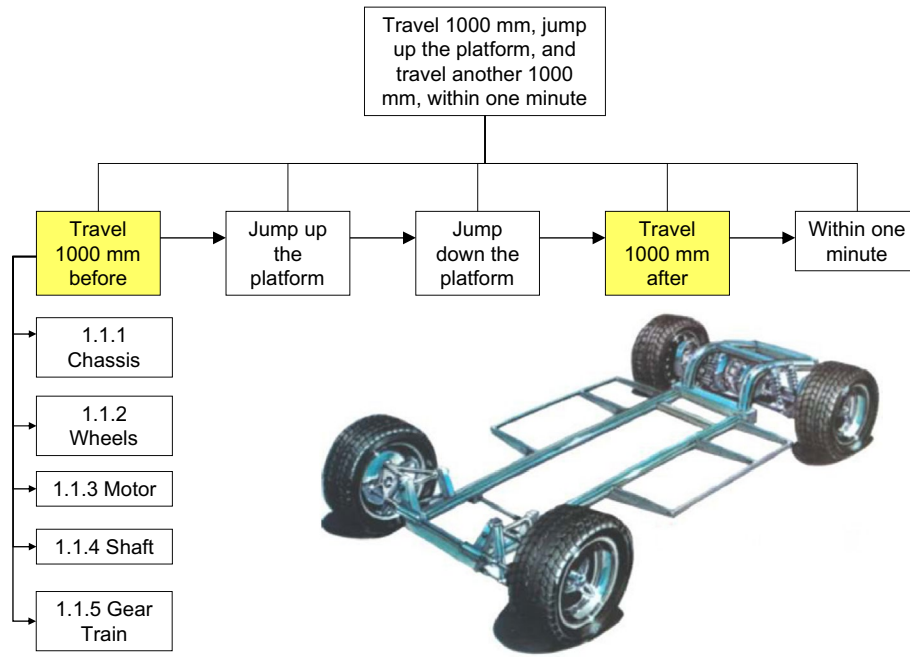 Travel 1000 mm, jump
up the platform, and
travel another 1000
mm, within one minute
Travel
1000 mm
before
Jump up
the
platform
Jump
down the
platform
Travel
1000 mm
after
Within one
minute
1.1.1
Chassis
1.1.2
Wheels
1.1.3 Motor
1.1.4 Shaft
1.1.5 Gear
Train